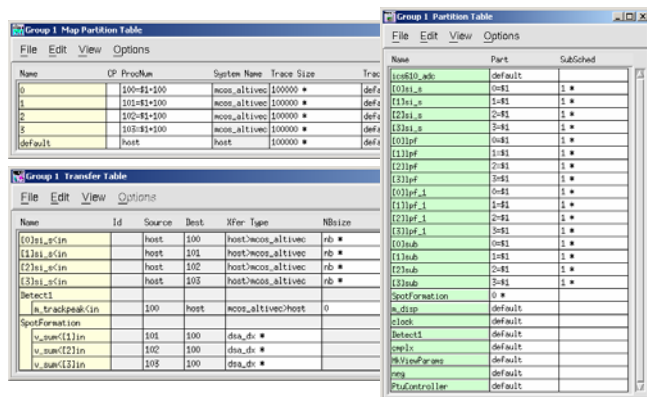 Group 1 Map Partition Table
File Edit View Options
Name CP ProcNum System Name Trace Size Trac
0 100=$1+100 mcos_altivec 100000 * defa
1 101=$1+100 mcos_altivec 100000 * defa
2 102=$1+100 mcos_altivec 100000 * defa
3 103=$1+100 mcos_altivec 100000 * defa
default host host 100000 * defa
Group 1 Transfer Table
File Edit View Options
Name Id Source Dest Xfer Type NBsize
[0]si_s<in host 100 host>mcos_altivec nb *
[1]si_s<in host 101 host>mcos_altivec nb *
[2]si_s<in host 102 host>mcos_altivec nb *
[3]si_s<in host 103 host>mcos_altivec nb *
Detect1
m_trackpeak<in 100 host mcos_altivec>host 0
SpotFormation
v_sum<[1]in 101 100 dsa_dx *
v_sum<[2]in 102 100 dsa_dx *
v_sum<[3]in 103 100 dsa_dx *
Group 1 Partition Table
File Edit View Options
Name Part SubSched
ics610_adc default
[0]si_s 0=$1 1 *
[1]si_s 1=$1 1 *
[2]si_s 2=$1 1 *
[3]si_s 3=$1 1 *
[0]lpf 0=$1 1 *
[1]lpf 1=$1 1 *
[2]lpf 2=$1 1 *
[3]lpf 3=$1 1 *
[0]lpf_1 0=$1 1 *
[1]lpf_1 1=$1 1 *
[2]lpf_1 2=$1 1 *
[3]lpf_1 3=$1 1 *
[0]sub 0=$1 1 *
[1]sub 1=$1 1 *
[2]sub 2=$1 1 *
[3]sub 3=$1 1 *
SpotFormation 0 *
m_disp default
clock default
Detect1 default
cmplx default
MkViewParams default
neg default
PtuController default